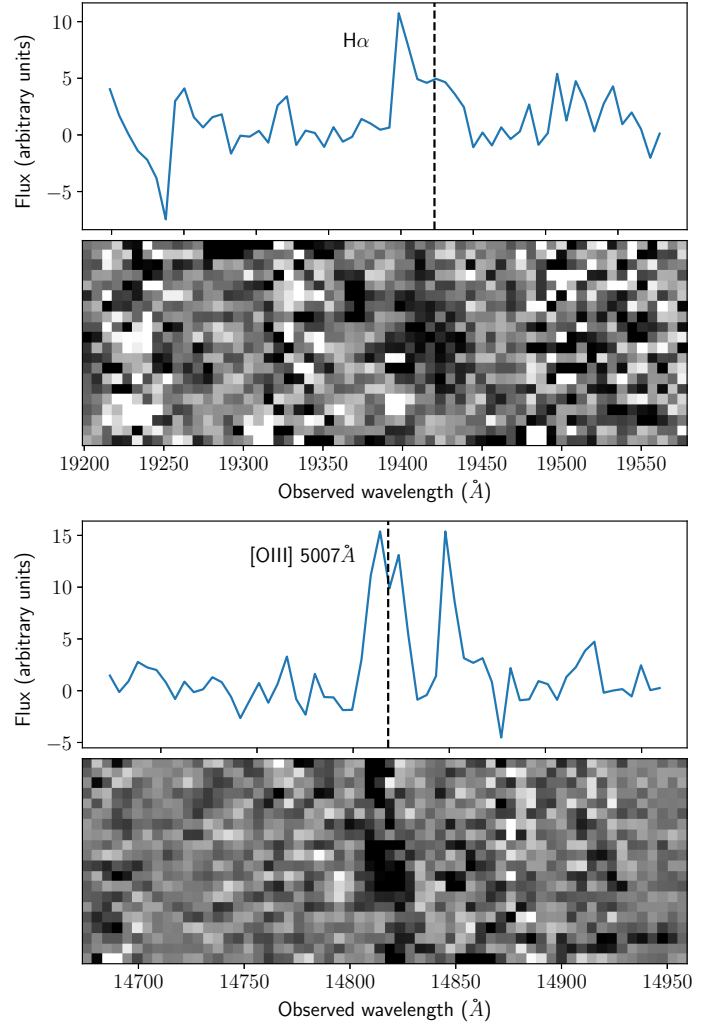 10
5
0
−5
Flux (arbitrary units)
Hα
19200 19250 19300 19350 19400 19450 19500 19550
Observed wavelength (Å)
15
10
5
0
−5
Flux (arbitrary units)
[OIII] 5007Å
14700 14750 14800 14850 14900 14950
Observed wavelength (Å)